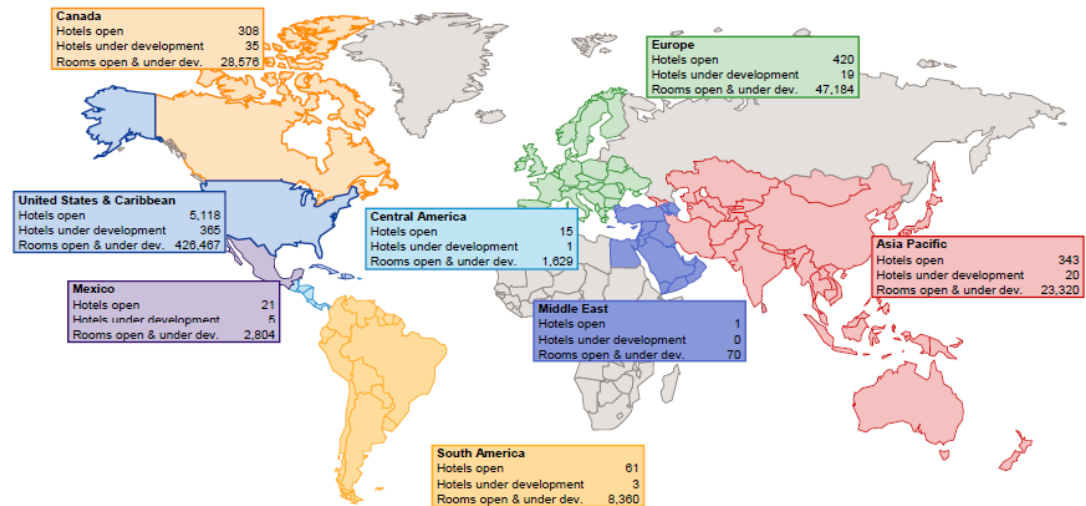 Canada
Hotels open 308
Hotels under development 35
Rooms open & under dev. 28,576
Europe
Hotels open 420
Hotels under development 19
Rooms open & under dev. 47,184
United States & Caribbean
Hotels open 5,118
Hotels under development 365
Rooms open & under dev. 426,467
Central America
Hotels open 15
Hotels under development 1
Rooms open & under dev. 1,629
Asia Pacific
Hotels open 343
Hotels under development 20
Rooms open & under dev. 23,320
Mexico
Hotels open 21
Hotels under development 5
Rooms open & under dev. 2,804
Middle East
Hotels open 1
Hotels under development 0
Rooms open & under dev. 70
South America
Hotels open 61
Hotels under development 3
Rooms open & under dev. 8,360